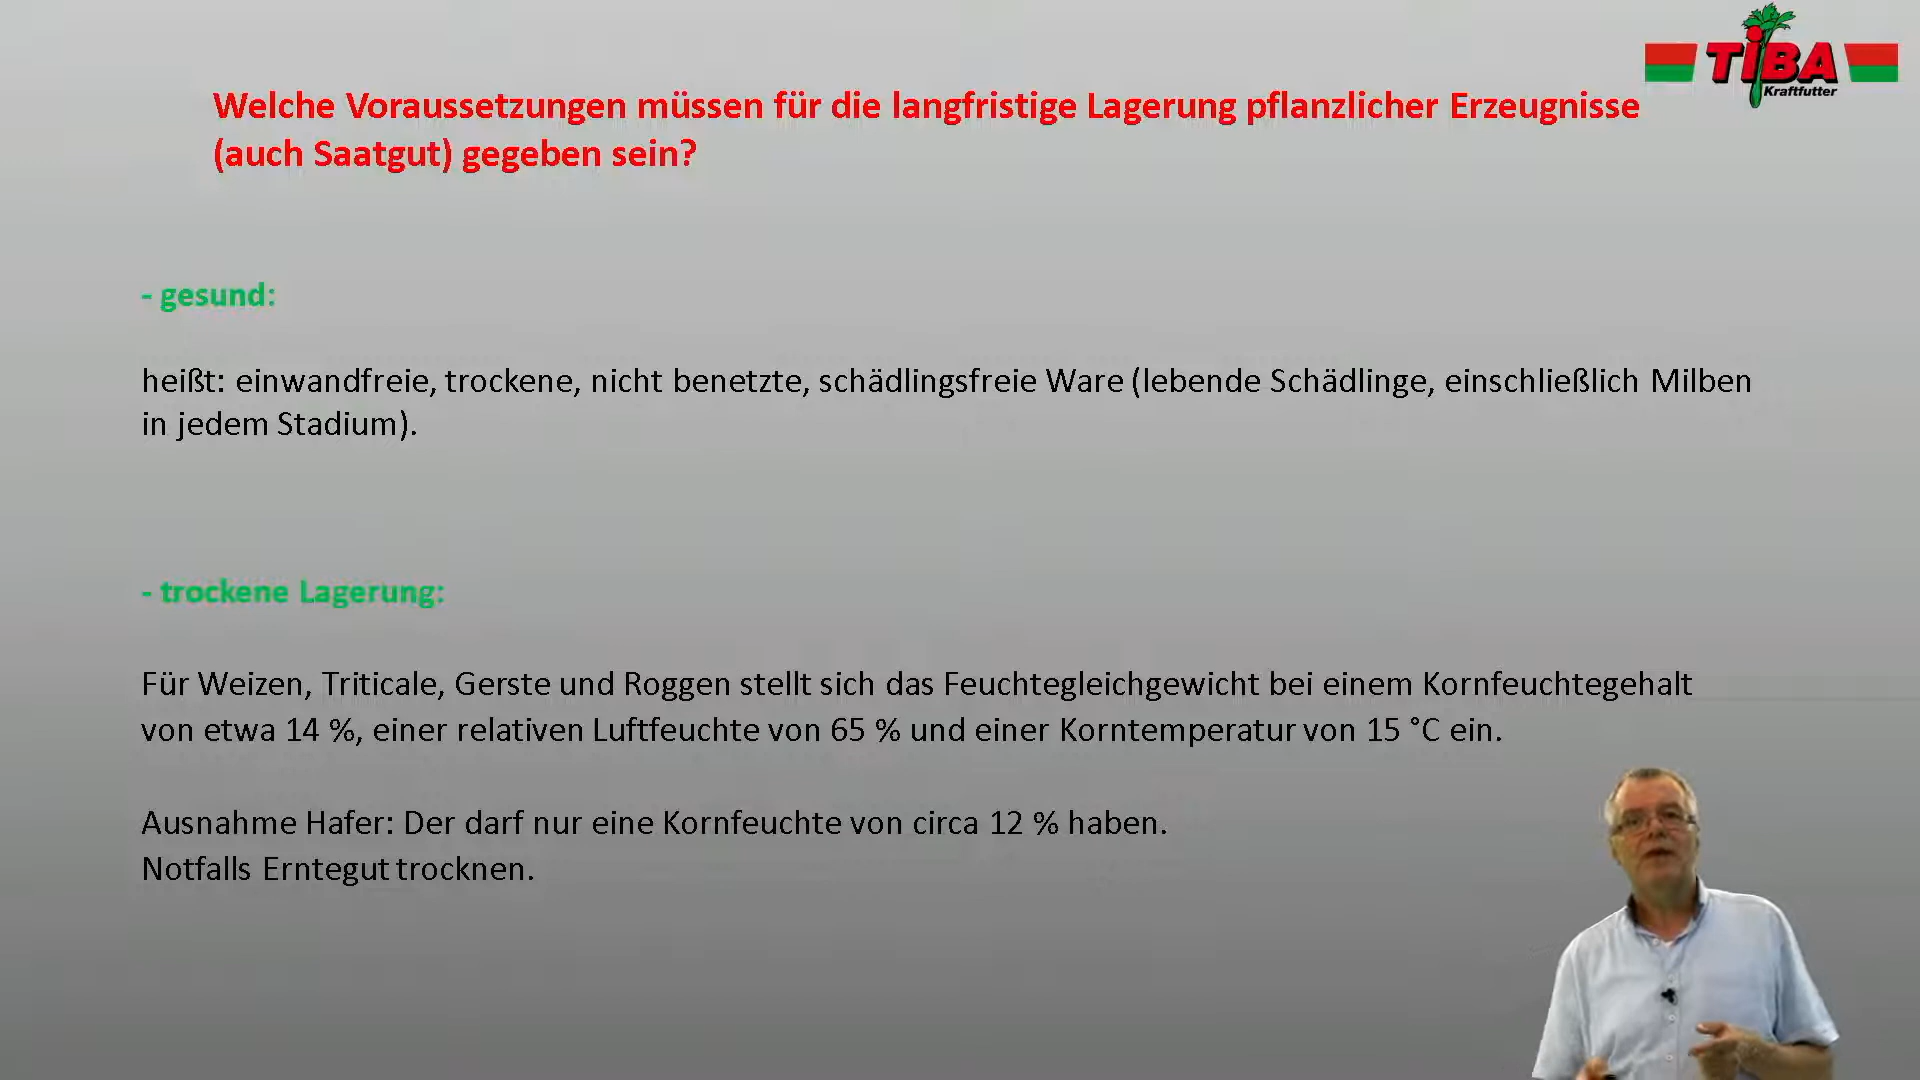 TiBA
Kraftfutter
Welche Voraussetzungen müssen für die langfristige Lagerung pflanzlicher Erzeugnisse
(auch Saatgut) gegeben sein?
- gesund:
heißt: einwandfreie, trockene, nicht benetzte, schädlingsfreie Ware (lebende Schädlinge, einschließlich Milben
in jedem Stadium).
- trockene Lagerung:
Für Weizen, Triticale, Gerste und Roggen stellt sich das Feuchtegleichgewicht bei einem Kornfeuchtegehalt
von etwa 14 %, einer relativen Luftfeuchte von 65 % und einer Korntemperatur von 15 °C ein.
Ausnahme Hafer: Der darf nur eine Kornfeuchte von circa 12 % haben.
Notfalls Erntegut trocknen.